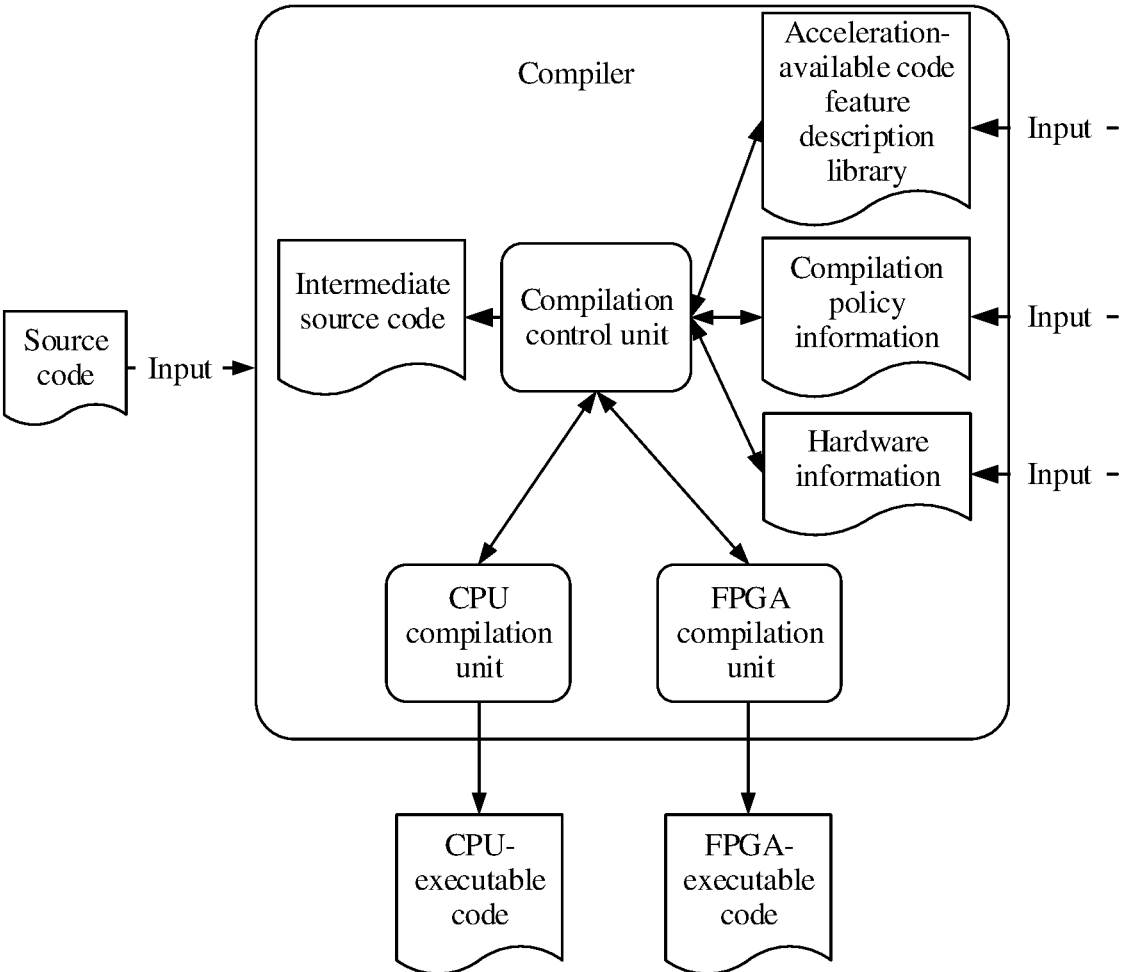 Compiler
Acceleration-
available code
feature
description
library
Input
Source
code
Input
Intermediate
source code
Compilation
control unit
Compilation
policy
information
Input
Hardware
information
Input
CPU
compilation
unit
FPGA
compilation
unit
CPU-
executable
code
FPGA-
executable
code